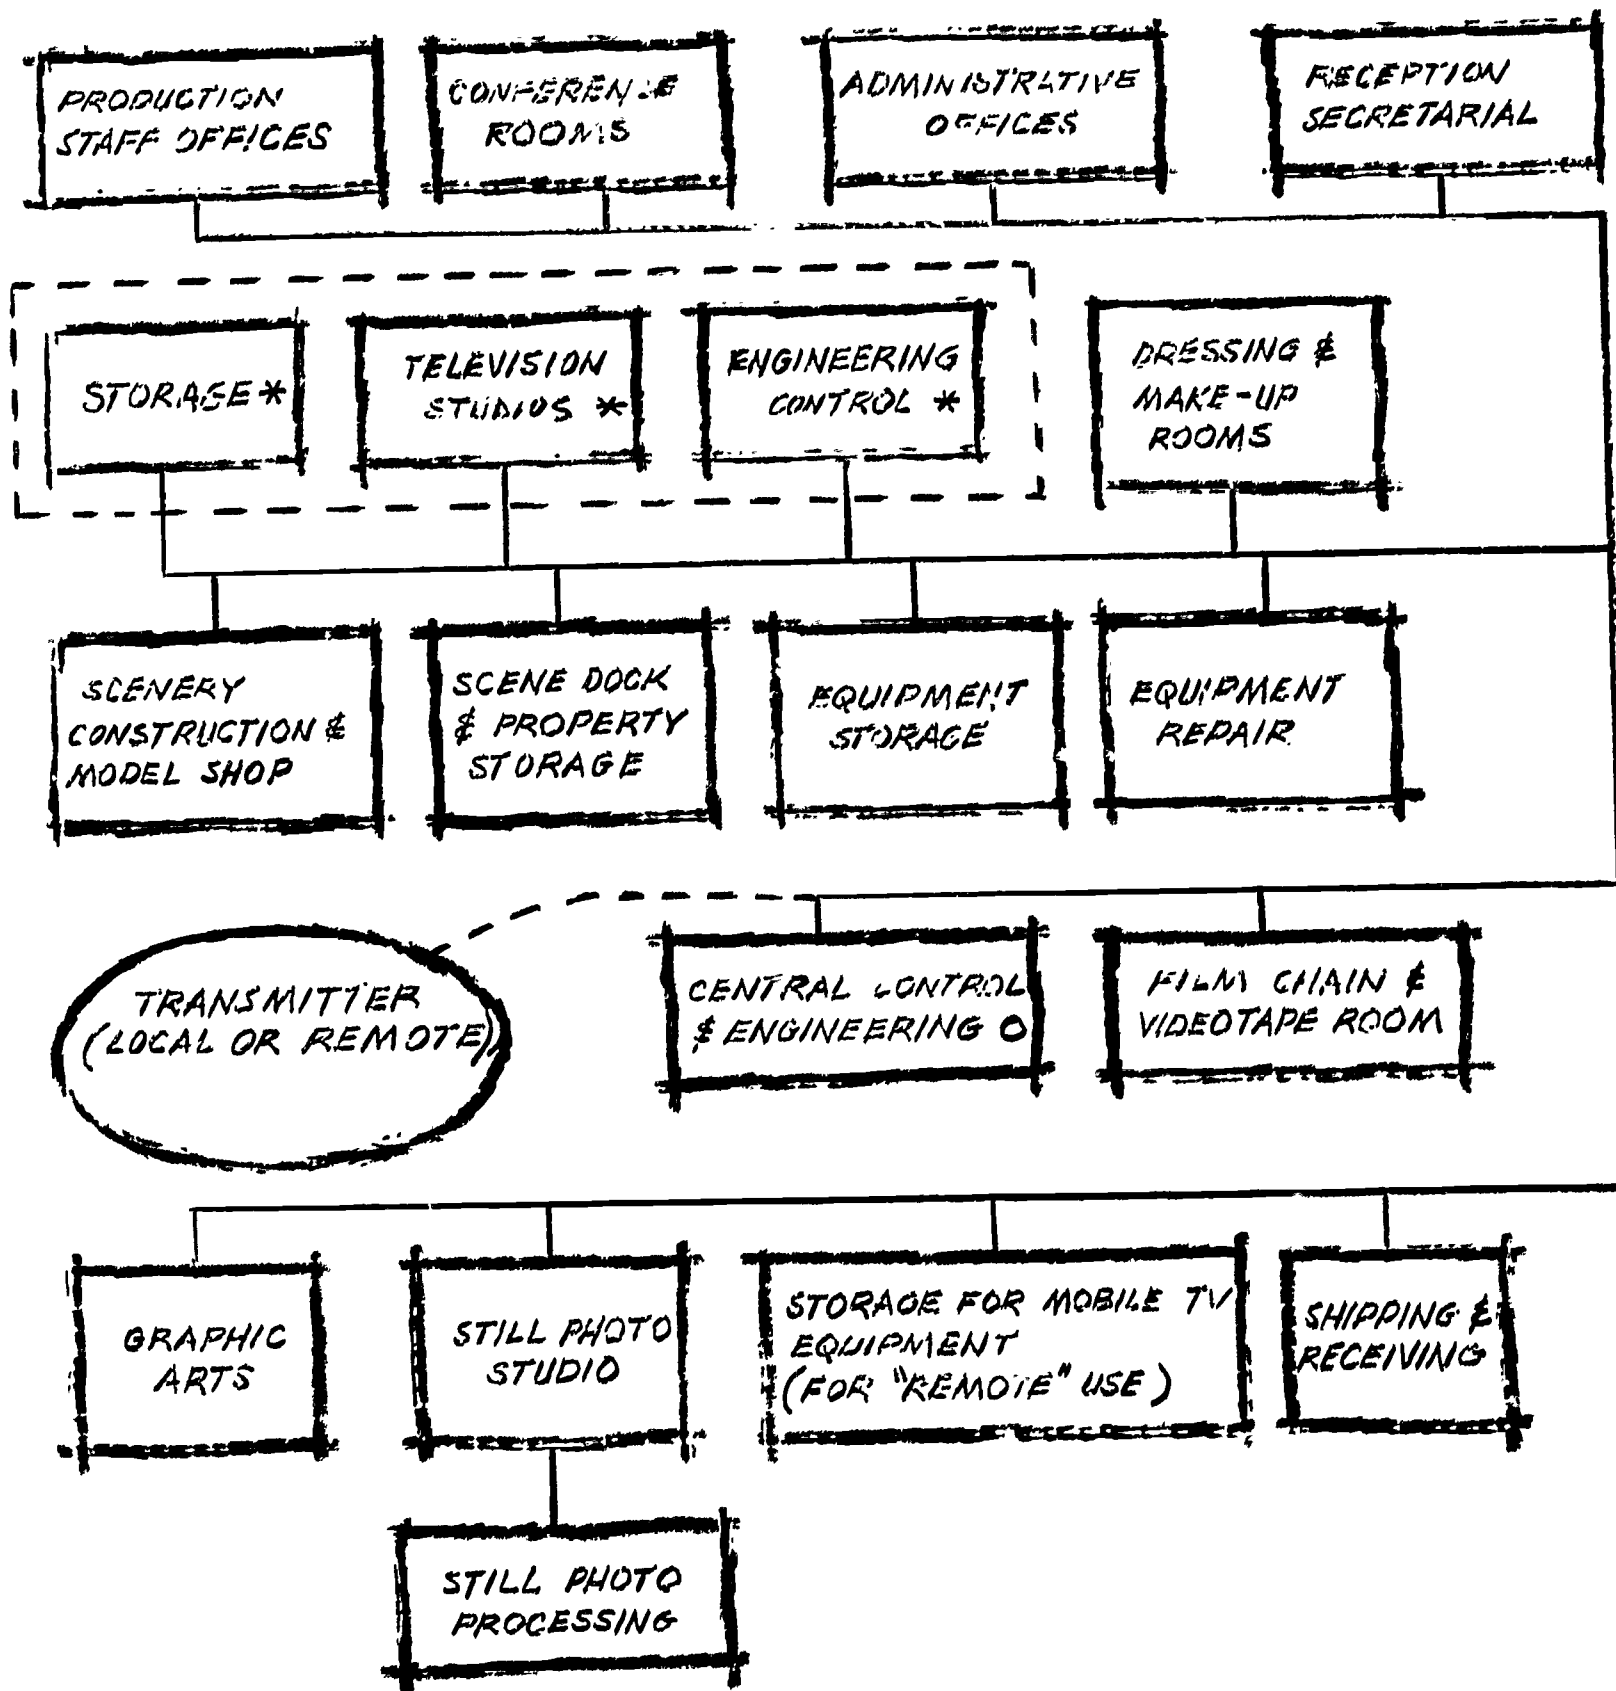 PRODUCTION
STAFF OFFICES
CONFERENCE
ROOMS
ADMINISTRATIVE
OFFICES
RECEPTION
SECRETARIAL
STORAGE *
TELEVISION
STUDIOS *
ENGINEERING
CONTROL *
DRESSING &
MAKE-UP
ROOMS
SCENERY
CONSTRUCTION &
MODEL SHOP
SCENE DOCK
& PROPERTY
STORAGE
EQUIPMENT
STORAGE
EQUIPMENT
REPAIR
TRANSMITTER
(LOCAL OR REMOTE)
CENTRAL CONTROL
& ENGINEERING O
FILM CHAIN &
VIDEOTAPE ROOM
GRAPHIC
ARTS
STILL PHOTO
STUDIO
STORAGE FOR MOBILE TV
EQUIPMENT
(FOR "REMOTE" USE)
SHIPPING &
RECEIVING
STILL PHOTO
PROCESSING